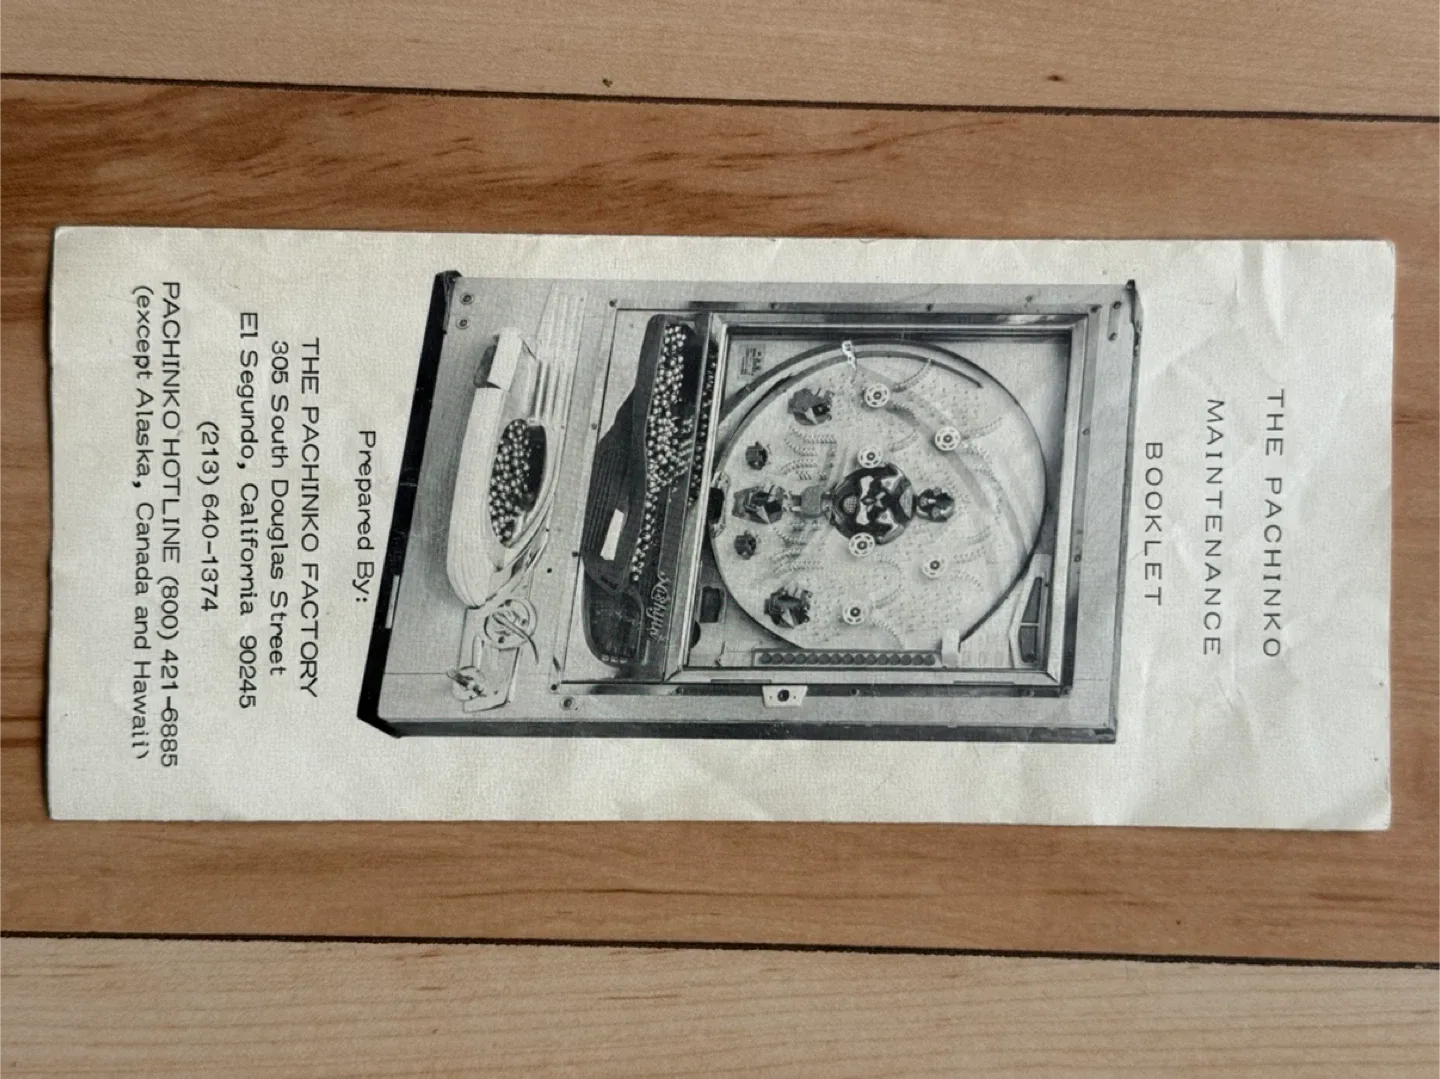 THE PACHINKO
MAINTENANCE
BOOKLET
Prepared By:
THE PACHINKO FACTORY
305 South Douglas Street
El Segundo, California 90245
(213) 640-1374
PACHINKO HOTLINE (800) 421-6885
(except Alaska, Canada and Hawaii)